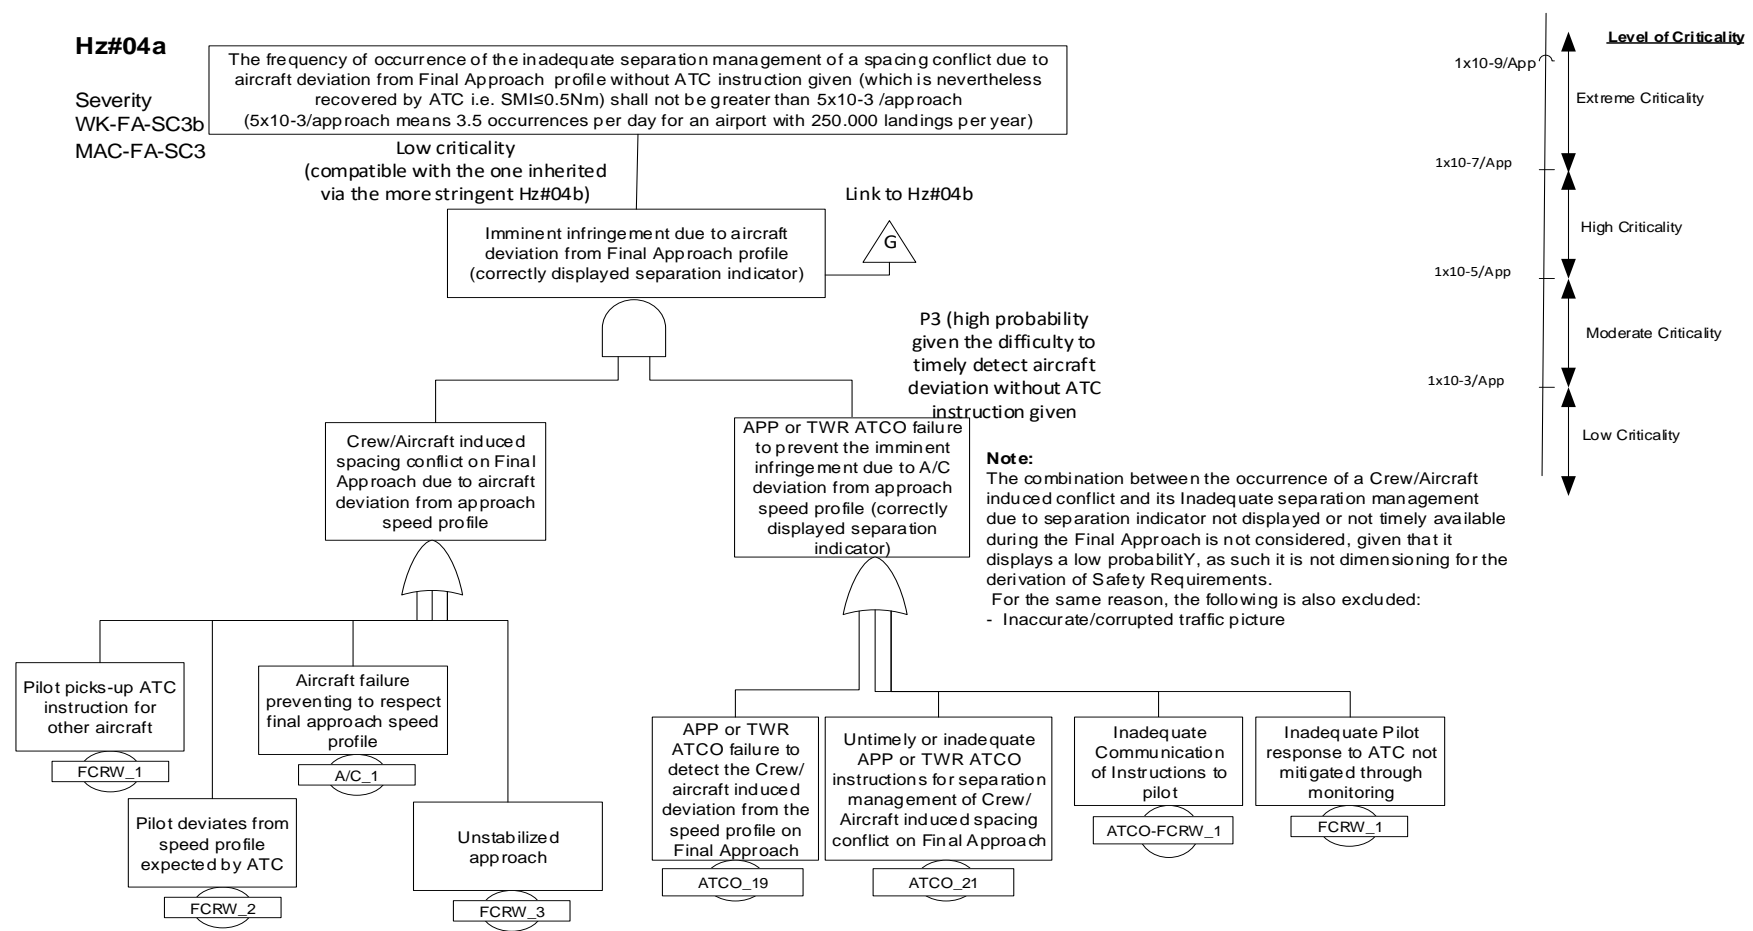 Hz#04a
Severity
WK-FA-SC3b
MAC-FA-SC3
The frequency of occurrence of the inadequate separation management of a spacing conflict due to
aircraft deviation from Final Approach profile without ATC instruction given (which is nevertheless
recovered by ATC i.e. SMI≤0.5Nm) shall not be greater than 5x10-3 /approach
(5x10-3/approach means 3.5 occurrences per day for an airport with 250.000 landings per year)
Low criticality
(compatible with the one inherited
via the more stringent Hz#04b)
Link to Hz#04b
G
Imminent infringement due to aircraft
deviation from Final Approach profile
(correctly displayed separation indicator)
P3 (high probability
given the difficulty to
timely detect aircraft
deviation without ATC
instruction given
Crew/Aircraft induced
spacing conflict on Final
Approach due to aircraft
deviation from approach
speed profile
APP or TWR ATCO failure
to prevent the imminent
infringement due to A/C
deviation from approach
speed profile (correctly
displayed separation
indicator)
Note:
The combination between the occurrence of a Crew/Aircraft
induced conflict and its Inadequate separation management
due to separation indicator not displayed or not timely available
during the Final Approach is not considered, given that it
displays a low probabilitY, as such it is not dimensioning for the
derivation of Safety Requirements.
For the same reason, the following is also excluded:
- Inaccurate/corrupted traffic picture
Pilot picks-up ATC
instruction for
other aircraft
FCRW_1
Pilot deviates from
speed profile
expected by ATC
FCRW_2
Aircraft failure
preventing to respect
final approach speed
profile
A/C_1
Unstabilized
approach
FCRW_3
APP or TWR
ATCO failure to
detect the Crew/
aircraft induced
deviation from the
speed profile on
Final Approach
ATCO_19
Untimely or inadequate
APP or TWR ATCO
instructions for separation
management of Crew/
Aircraft induced spacing
conflict on Final Approach
ATCO_21
Inadequate
Communication
of Instructions to
pilot
ATCO-FCRW_1
Inadequate Pilot
response to ATC not
mitigated through
monitoring
FCRW_1
Level of Criticality
1x10-9/App
Extreme Criticality
1x10-7/App
High Criticality
1x10-5/App
Moderate Criticality
1x10-3/App
Low Criticality